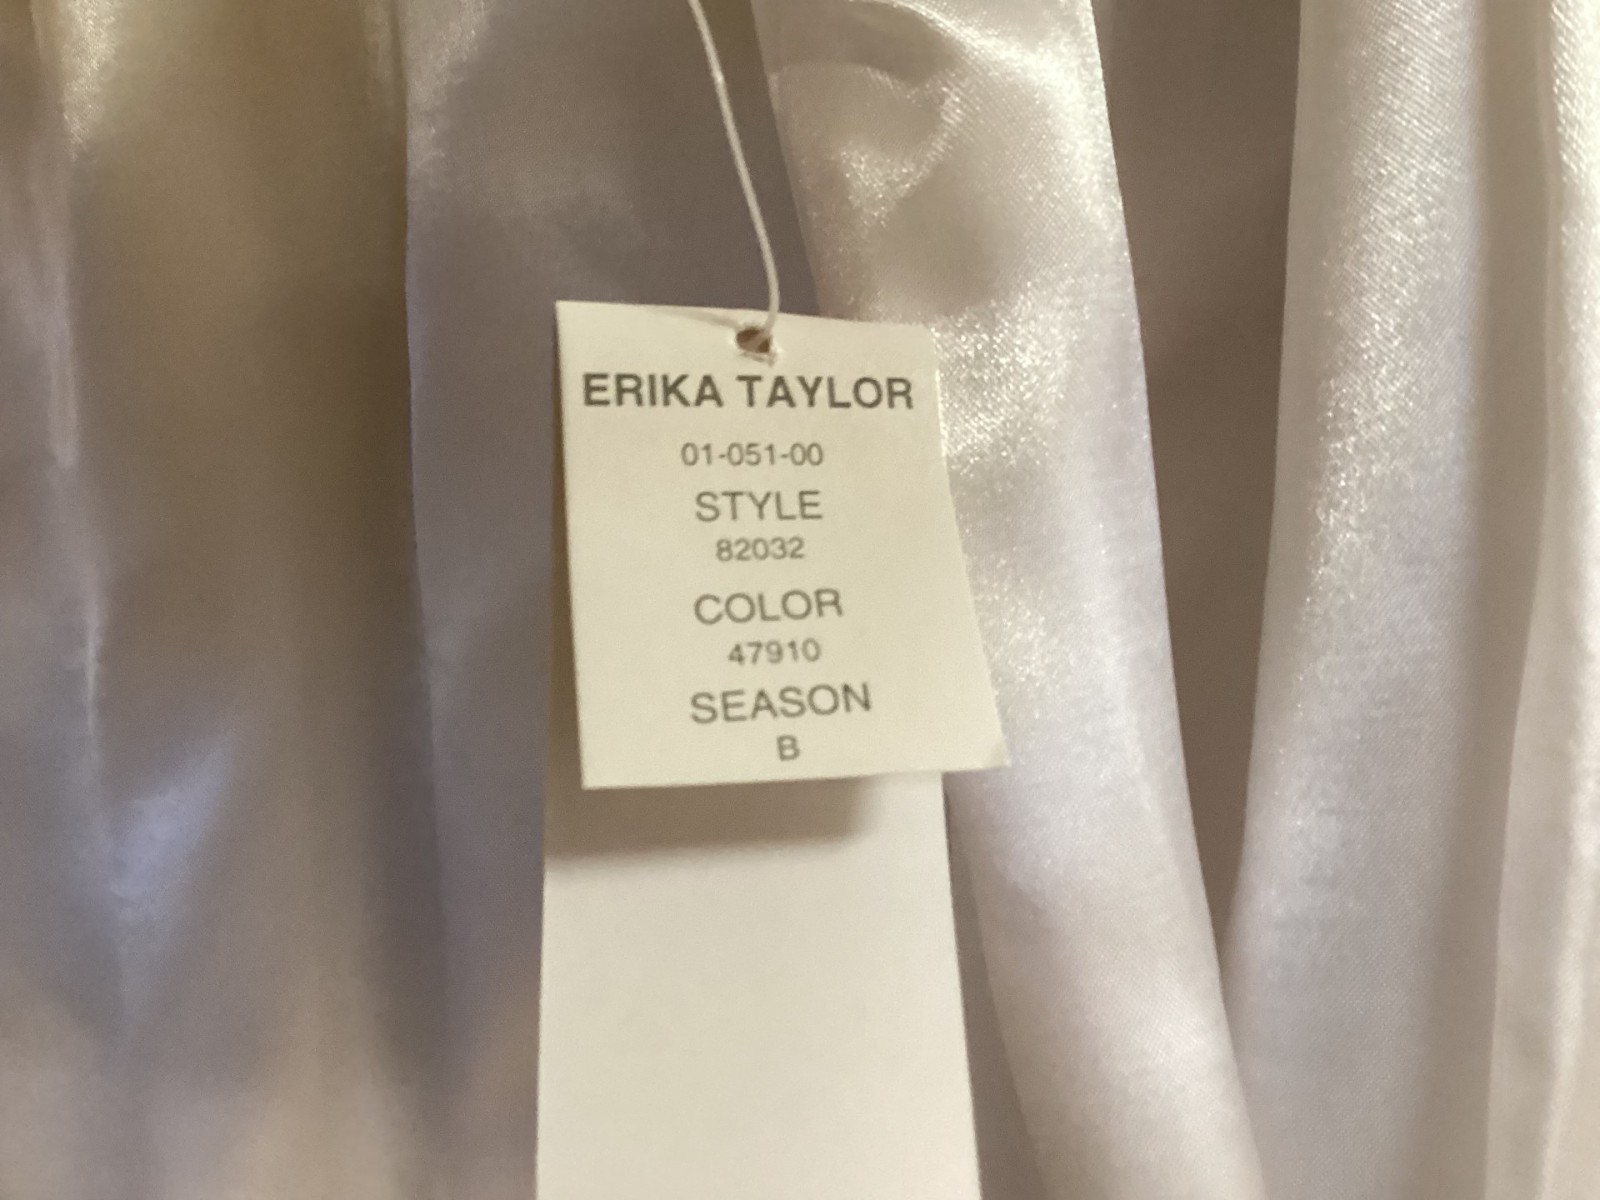 ERIKA TAYLOR
01-051-00
STYLE
82032
COLOR
47910
SEASON
B